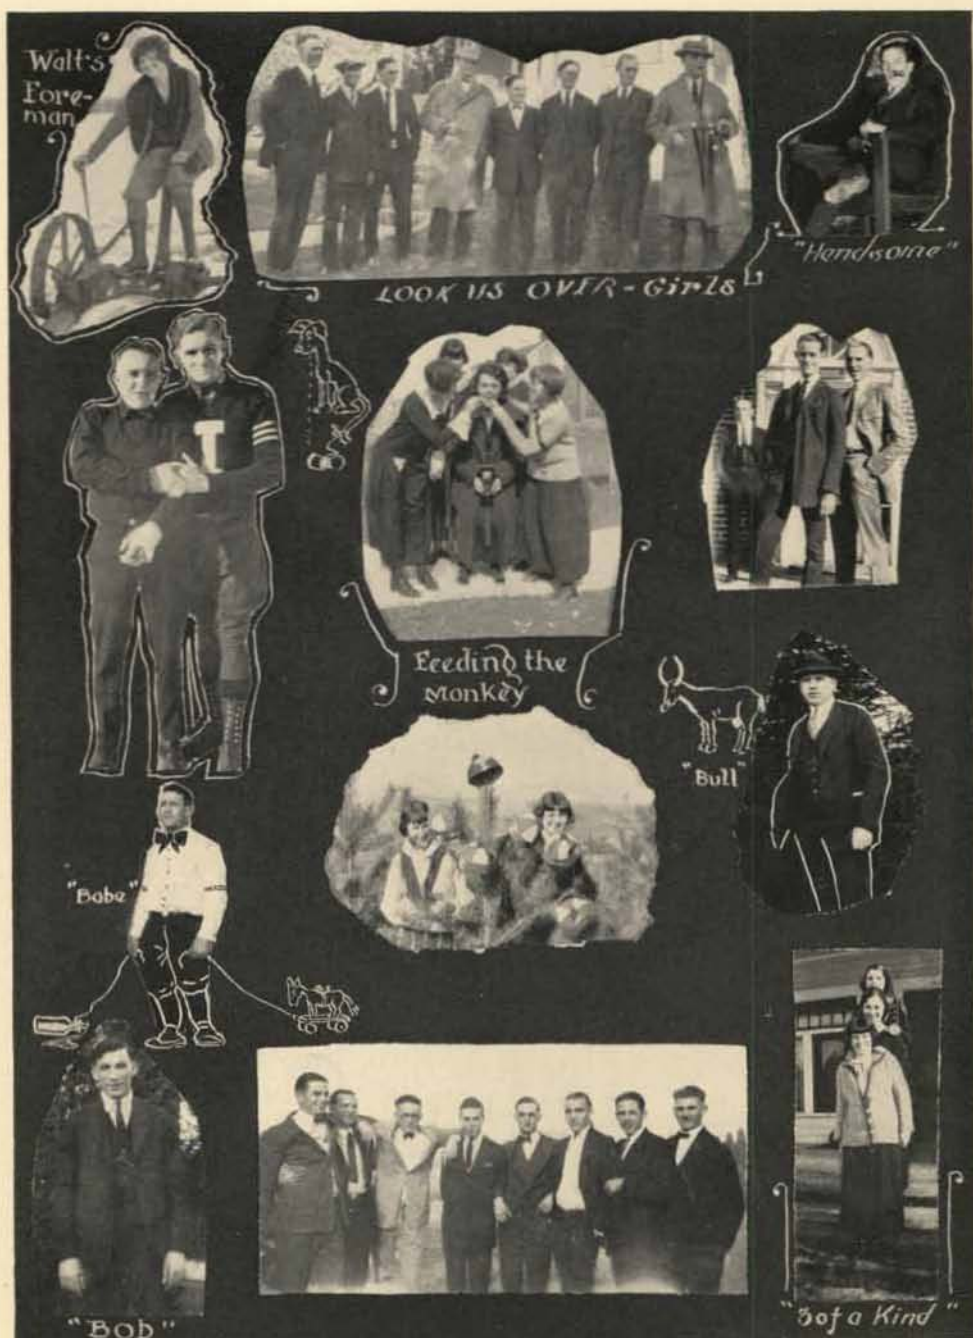 Walt's
Fore-
man
LOOK US OVER - Girls
"Handsome"
I
Feeding the
Monkey
"Bull"
"Babe"
"Bob"
"3 of a Kind"